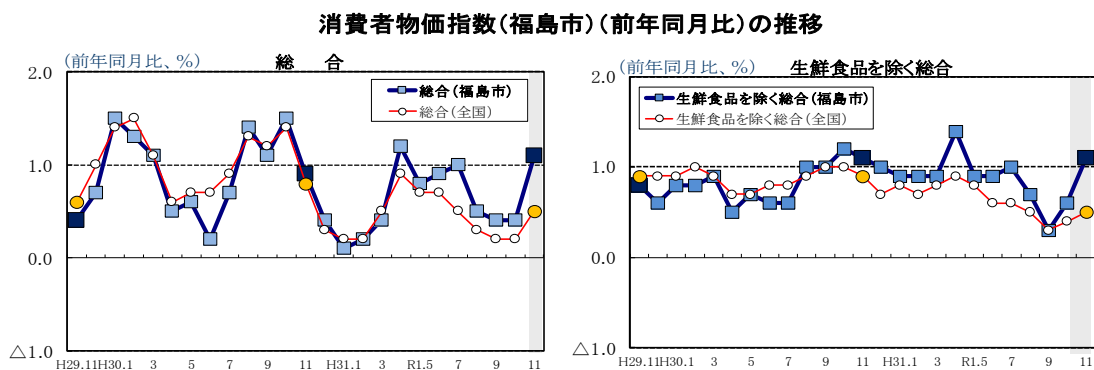 消費者物価指数(福島市)(前年同月比)の推移
(前年同月比、%)
総 合
2.0
1.0
0.0
△1.0
総合(福島市)
総合(全国)
H29.11 H30.1 3 5 7 9 11 H31.1 3 R1.5 7 9 11
(前年同月比、%)
生鮮食品を除く総合
2.0
1.0
0.0
△1.0
生鮮食品を除く総合(福島市)
生鮮食品を除く総合(全国)
H29.11 H30.1 3 5 7 9 11 H31.1 3 R1.5 7 9 11